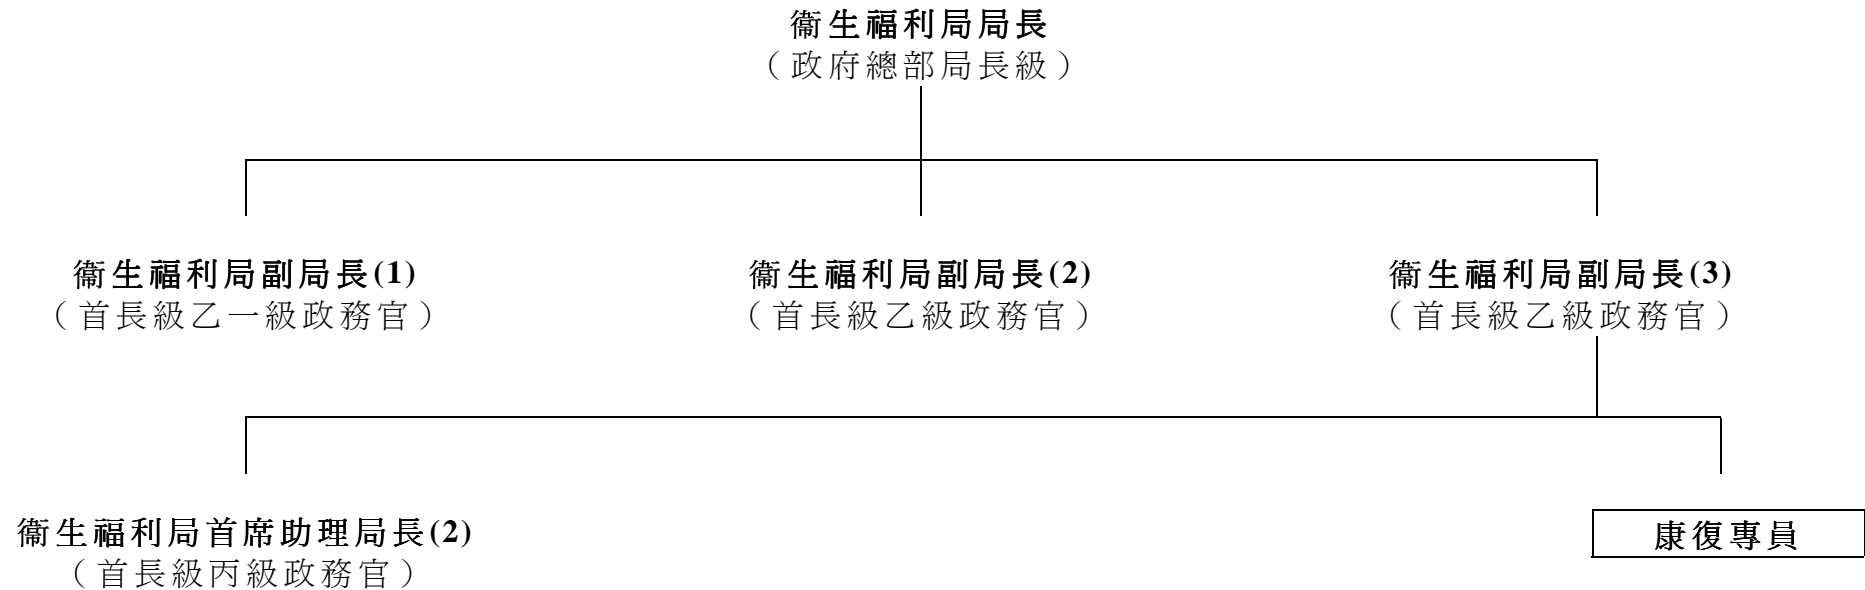 衞生福利局局長
（政府總部局長級）
衞生福利局副局長(1)
（首長級乙一級政務官）
衞生福利局副局長(2)
（首長級乙級政務官）
衞生福利局副局長(3)
（首長級乙級政務官）
衞生福利局首席助理局長(2)
（首長級丙級政務官）
康復專員